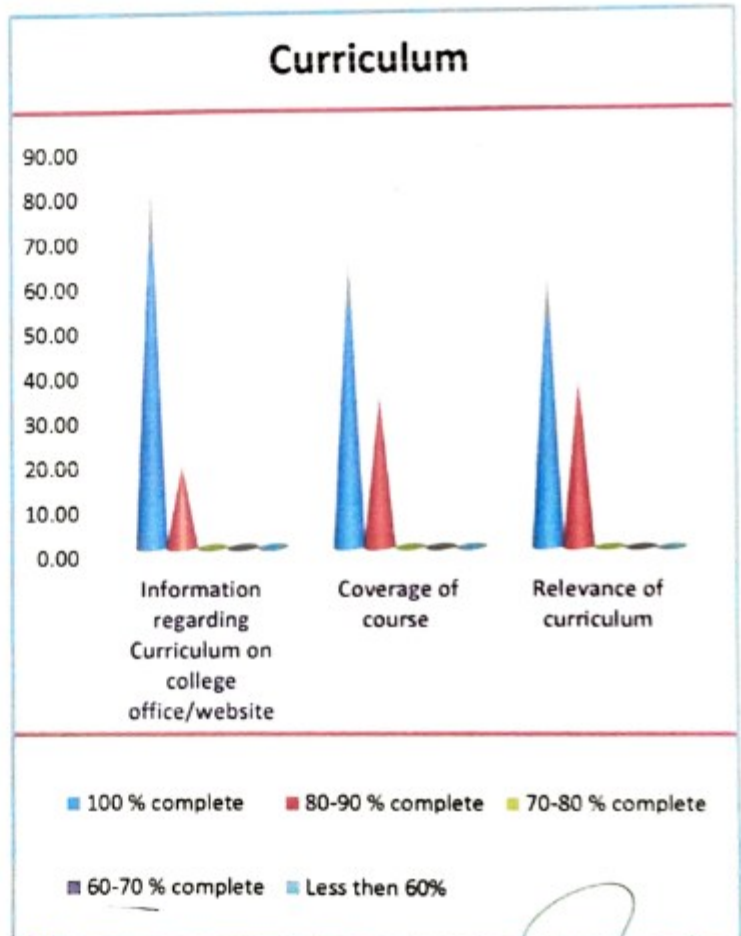 Curriculum
90.00
80.00
70.00
60.00
50.00
40.00
30.00
20.00
10.00
0.00
Information
regarding
Curriculum on
college
office/website
Coverage of
course
Relevance of
curriculum
100 % complete
80-90 % complete
70-80 % complete
60-70 % complete
Less then 60%